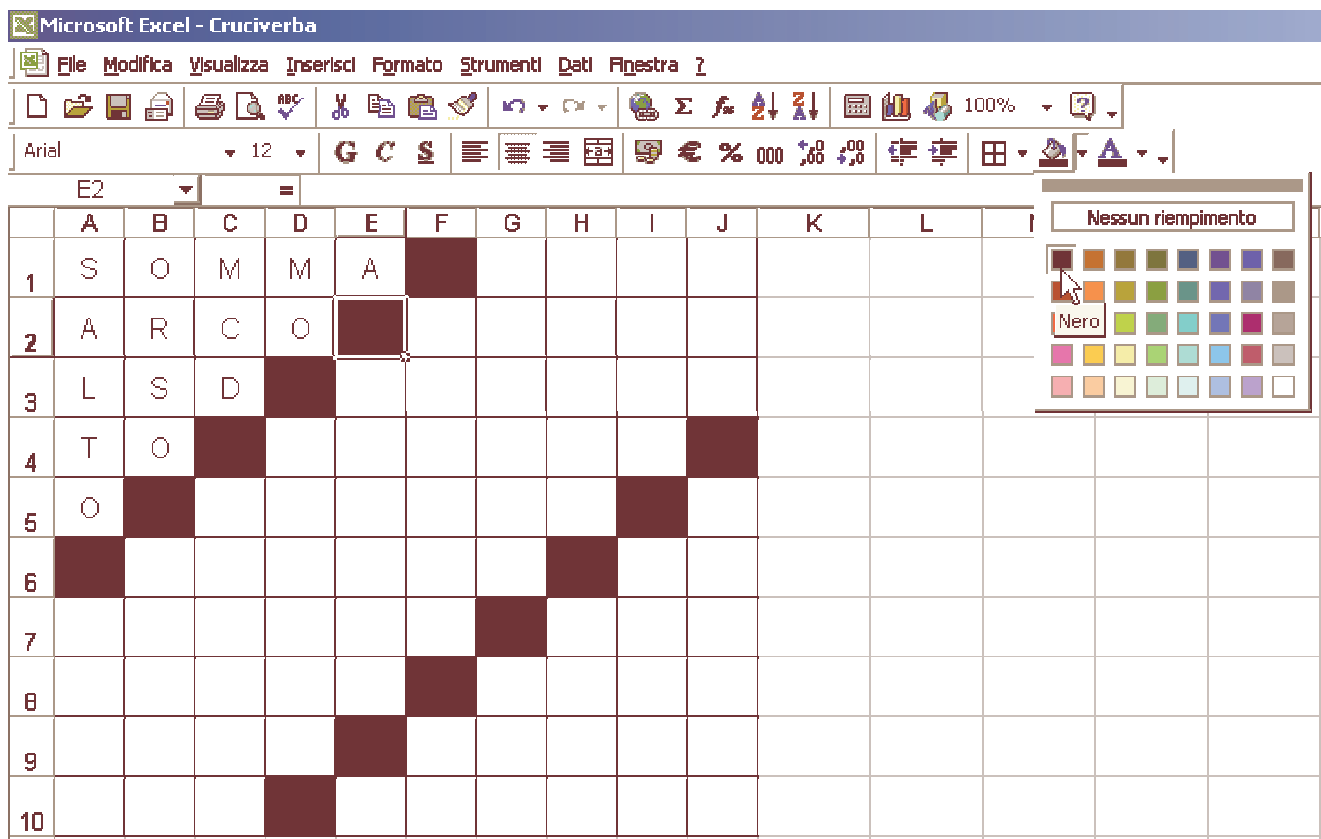 Microsoft Excel - Cruciverba
File Modifica Visualizza Inserisci Formato Strumenti Dati Finestra ?
ABC Σ 100% ?
Arial 12 G C S a € % 000 A
E2 =
Nessun riempimento
Nero
A B C D E F G H I J K L
1 S O M M A
2 A R C O
3 L S D
4 T O
5 O
6
7
8
9
10